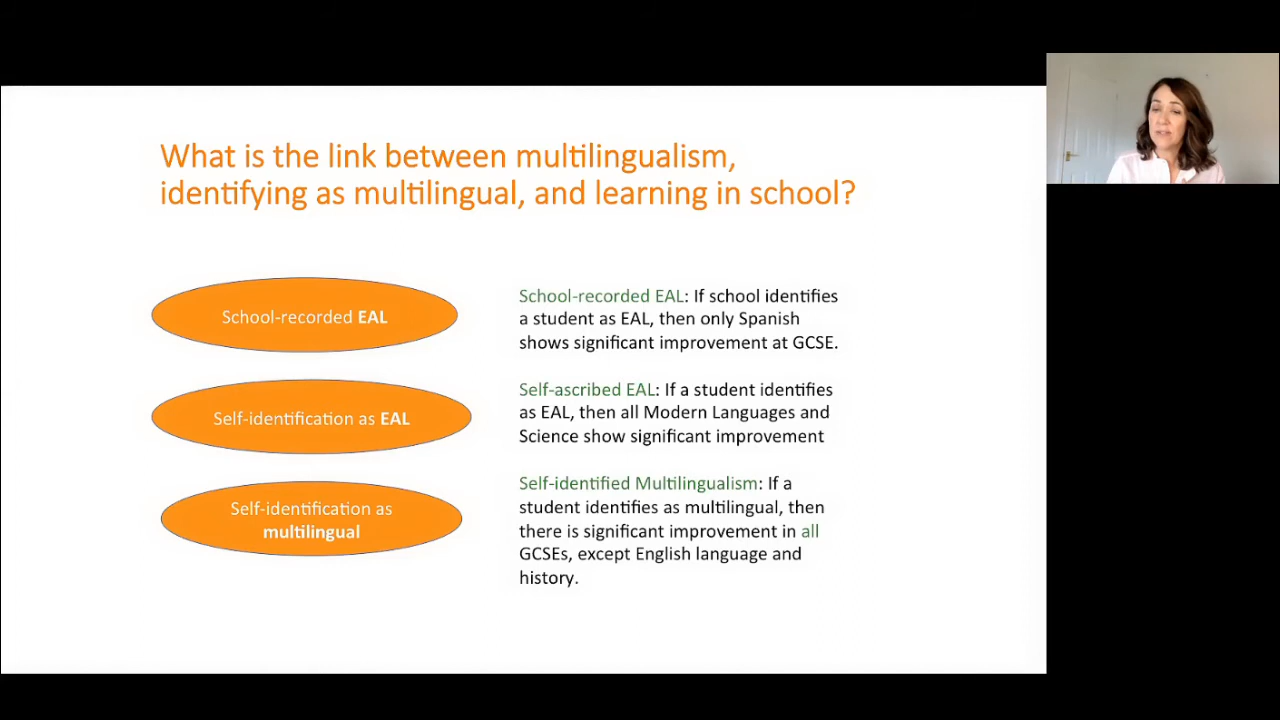 What is the link between multilingualism,
identifying as multilingual, and learning in school?
School-recorded EAL
School-recorded EAL: If school identifies
a student as EAL, then only Spanish
shows significant improvement at GCSE.
Self-identification as EAL
Self-ascribed EAL: If a student identifies
as EAL, then all Modern Languages and
Science show significant improvement
Self-identification as
multilingual
Self-identified Multilingualism: If a
student identifies as multilingual, then
there is significant improvement in all
GCSEs, except English language and
history.